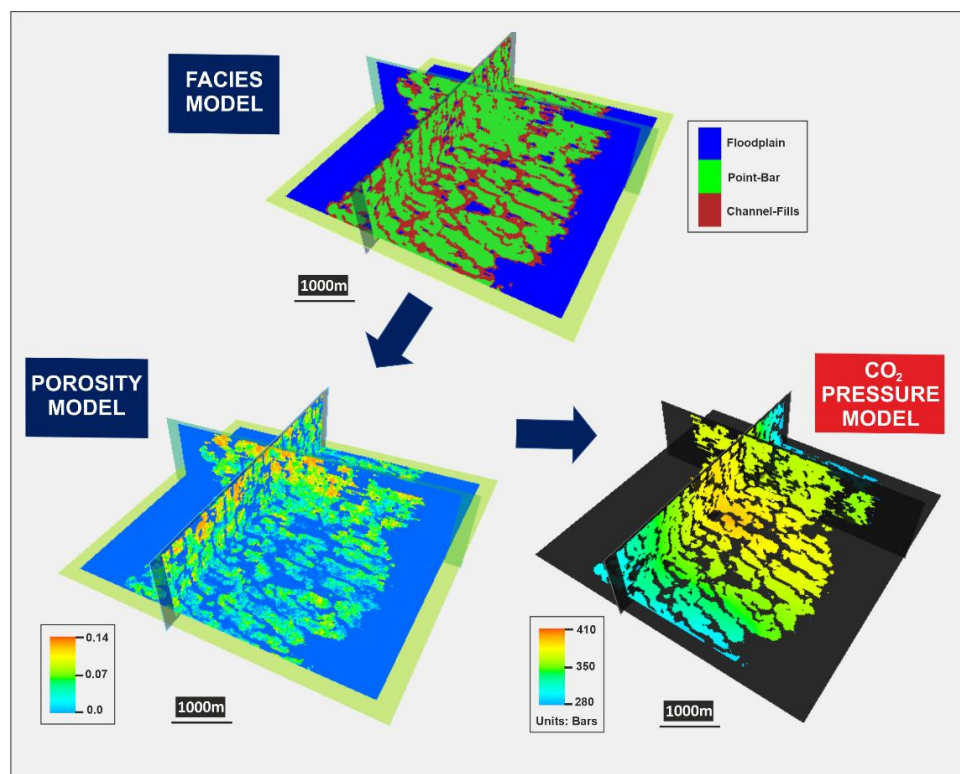 FACIES
MODEL
Floodplain
Point-Bar
Channel-Fills
1000m
POROSITY
MODEL
CO₂
PRESSURE
MODEL
0.14
0.07
0.0
1000m
410
350
280
Units: Bars
1000m